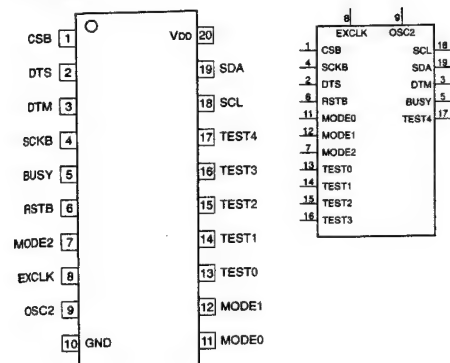 CSB 1
DTS 2
DTM 3
SCKB 4
BUSY 5
RSTB 6
MODE2 7
EXCLK 8
OSC2 9
10 GND
VDD 20
19 SDA
18 SCL
17 TEST4
16 TEST3
15 TEST2
14 TEST1
13 TEST0
12 MODE1
11 MODE0
8 9
EXCLK OSC2
1 CSB SCL 18
4 SCKB SDA 19
2 DTS DTM 3
6 RSTB BUSY 5
11 MODE0 TEST4 17
12 MODE1
7 MODE2
13 TEST0
14 TEST1
15 TEST2
16 TEST3